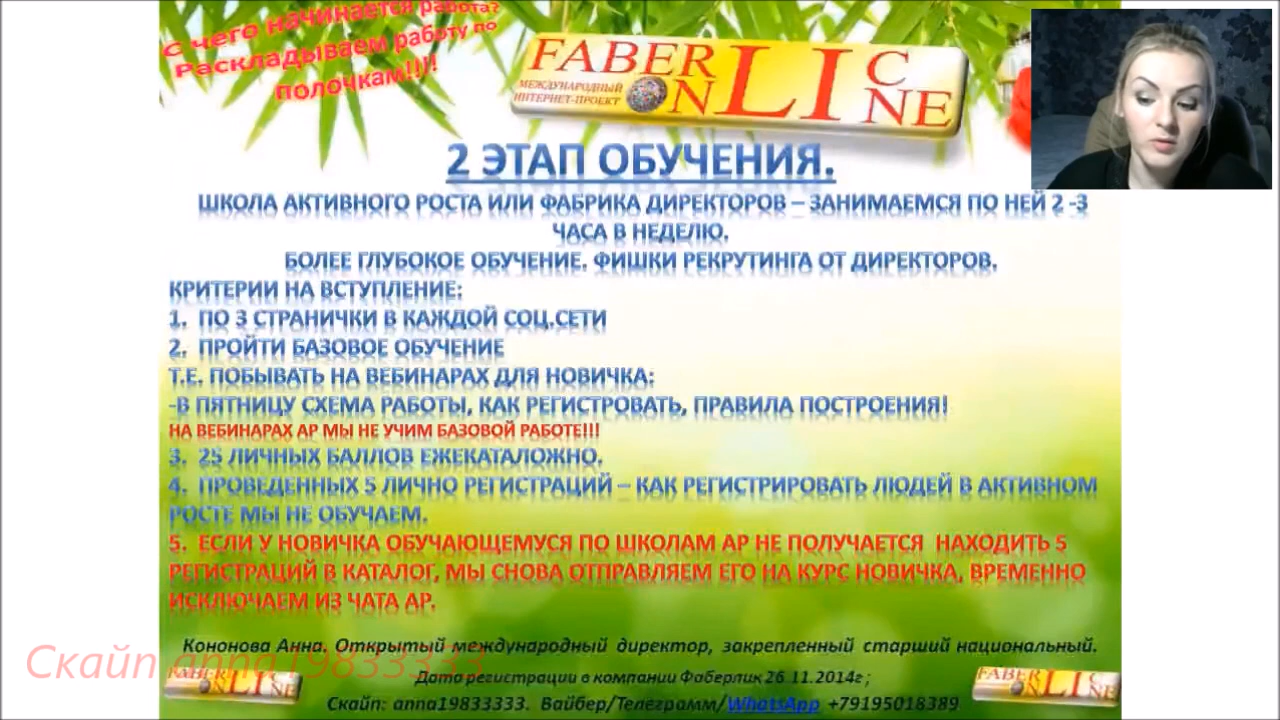 С чего начинается работа?
Раскладываем работу по
полочкам!!!!
FABERLIC
МЕЖДУНАРОДНЫЙ
ИНТЕРНЕТ-ПРОЕКТ
ONLINE
2 ЭТАП ОБУЧЕНИЯ.
ШКОЛА АКТИВНОГО РОСТА ИЛИ ФАБРИКА ДИРЕКТОРОВ – ЗАНИМАЕМСЯ ПО НЕЙ 2 -3
ЧАСА В НЕДЕЛЮ.
БОЛЕЕ ГЛУБОКОЕ ОБУЧЕНИЕ. ФИШКИ РЕКРУТИНГА ОТ ДИРЕКТОРОВ.
КРИТЕРИИ НА ВСТУПЛЕНИЕ:
1. ПО 3 СТРАНИЧКИ В КАЖДОЙ СОЦ.СЕТИ
2. ПРОЙТИ БАЗОВОЕ ОБУЧЕНИЕ
Т.Е. ПОБЫВАТЬ НА ВЕБИНАРАХ ДЛЯ НОВИЧКА:
-В ПЯТНИЦУ СХЕМА РАБОТЫ, КАК РЕГИСТРОВАТЬ, ПРАВИЛА ПОСТРОЕНИЯ!
НА ВЕБИНАРАХ АР МЫ НЕ УЧИМ БАЗОВОЙ РАБОТЕ!!!
3. 25 ЛИЧНЫХ БАЛЛОВ ЕЖЕКАТАЛОЖНО.
4. ПРОВЕДЕННЫХ 5 ЛИЧНО РЕГИСТРАЦИЙ – КАК РЕГИСТРИРОВАТЬ ЛЮДЕЙ В АКТИВНОМ
РОСТЕ МЫ НЕ ОБУЧАЕМ.
5. ЕСЛИ У НОВИЧКА ОБУЧАЮЩЕМУСЯ ПО ШКОЛАМ АР НЕ ПОЛУЧАЕТСЯ НАХОДИТЬ 5
РЕГИСТРАЦИЙ В КАТАЛОГ, МЫ СНОВА ОТПРАВЛЯЕМ ЕГО НА КУРС НОВИЧКА, ВРЕМЕННО
ИСКЛЮЧАЕМ ИЗ ЧАТА АР.
Кононова Анна. Открытый международный директор, закрепленный старший национальный.
Скайп anna19833333
FABERLIC ONLINE
Дата регистрации в компании Фаберлик 26.11.2014г;
FABERLIC ONLINE
Скайп: anna19833333. Вайбер/Телеграмм/WhatsApp +79195018389